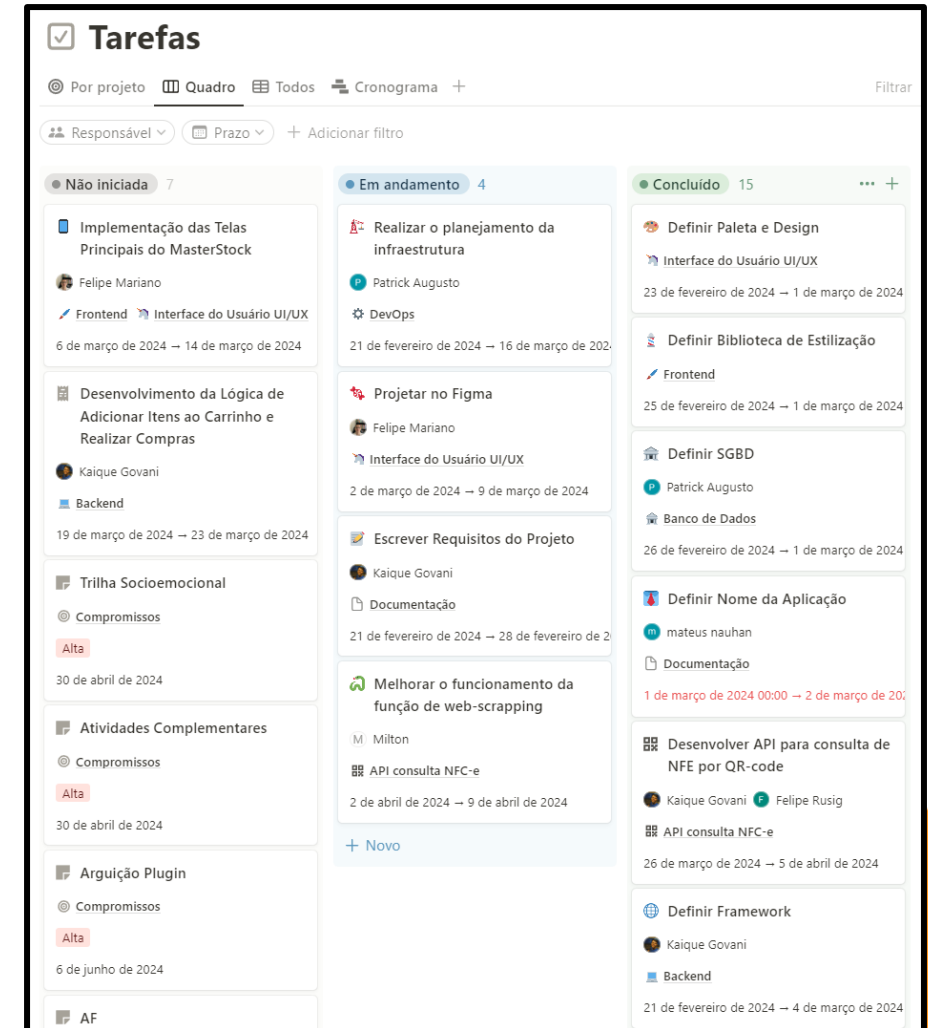 Tarefas
Por projeto Quadro Todos Cronograma
Filtrar
Responsável Prazo Adicionar filtro
Não iniciada 7
Implementação das Telas
Principais do MasterStock
Felipe Mariano
Frontend Interface do Usuário UI/UX
6 de março de 2024 → 14 de março de 2024
Desenvolvimento da Lógica de
Adicionar Itens ao Carrinho e
Realizar Compras
Kaique Govani
Backend
19 de março de 2024 → 23 de março de 2024
Trilha Socioemocional
Compromissos
Alta
30 de abril de 2024
Atividades Complementares
Compromissos
Alta
30 de abril de 2024
Arguição Plugin
Compromissos
Alta
6 de junho de 2024
AF
Em andamento 4
Realizar o planejamento da
infraestrutura
P Patrick Augusto
DevOps
21 de fevereiro de 2024 → 16 de março de 202
Projetar no Figma
Felipe Mariano
Interface do Usuário UI/UX
2 de março de 2024 → 9 de março de 2024
Escrever Requisitos do Projeto
Kaique Govani
Documentação
21 de fevereiro de 2024 → 28 de fevereiro de 2
Melhorar o funcionamento da
função de web-scrapping
M Milton
API consulta NFC-e
2 de abril de 2024 → 9 de abril de 2024
+ Novo
Concluído 15
Definir Paleta e Design
Interface do Usuário UI/UX
23 de fevereiro de 2024 → 1 de março de 2024
Definir Biblioteca de Estilização
Frontend
25 de fevereiro de 2024 → 1 de março de 2024
Definir SGBD
P Patrick Augusto
Banco de Dados
26 de fevereiro de 2024 → 1 de março de 2024
Definir Nome da Aplicação
m mateus nauhan
Documentação
1 de março de 2024 00:00 → 2 de março de 202
Desenvolver API para consulta de
NFE por QR-code
Kaique Govani F Felipe Rusig
API consulta NFC-e
26 de março de 2024 → 5 de abril de 2024
Definir Framework
Kaique Govani
Backend
21 de fevereiro de 2024 → 4 de março de 2024